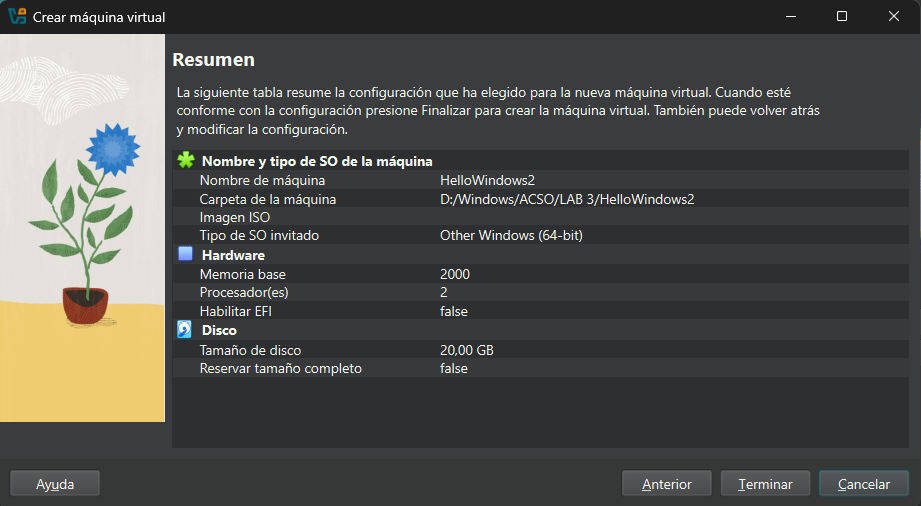 Crear máquina virtual
Resumen
La siguiente tabla resume la configuración que ha elegido para la nueva máquina virtual. Cuando esté
conforme con la configuración presione Finalizar para crear la máquina virtual. También puede volver atrás
y modificar la configuración.
Nombre y tipo de SO de la máquina
Nombre de máquina HelloWindows2
Carpeta de la máquina D:/Windows/ACSO/LAB 3/HelloWindows2
Imagen ISO
Tipo de SO invitado Other Windows (64-bit)
Hardware
Memoria base 2000
Procesador(es) 2
Habilitar EFI false
Disco
Tamaño de disco 20,00 GB
Reservar tamaño completo false
Ayuda Anterior Terminar Cancelar